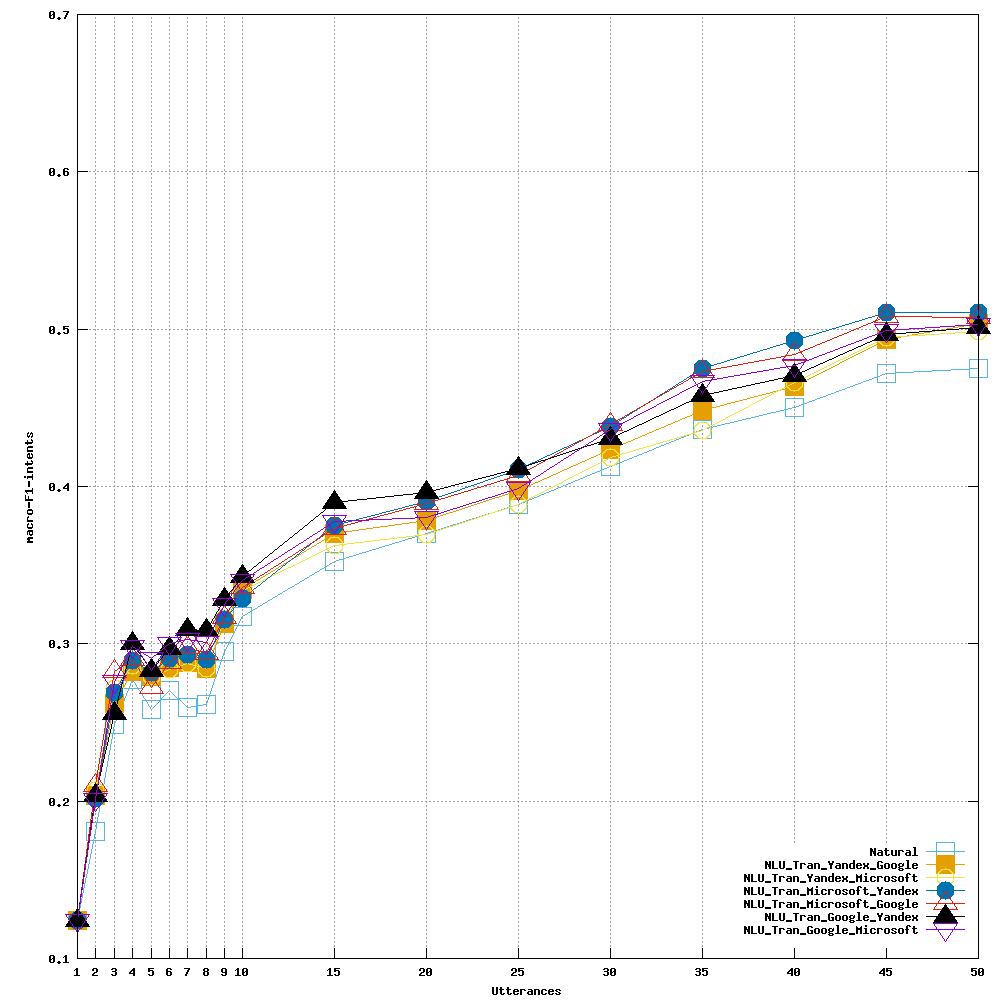 0.7
0.6
0.5
0.4
0.3
0.2
0.1
Macro-F1-intents
1 2 3 4 5 6 7 8 9 10 15 20 25 30 35 40 45 50
Utterances
Natural
NLU_Tran_Yandex_Google
NLU_Tran_Yandex_Microsoft
NLU_Tran_Microsoft_Yandex
NLU_Tran_Microsoft_Google
NLU_Tran_Google_Yandex
NLU_Tran_Google_Microsoft